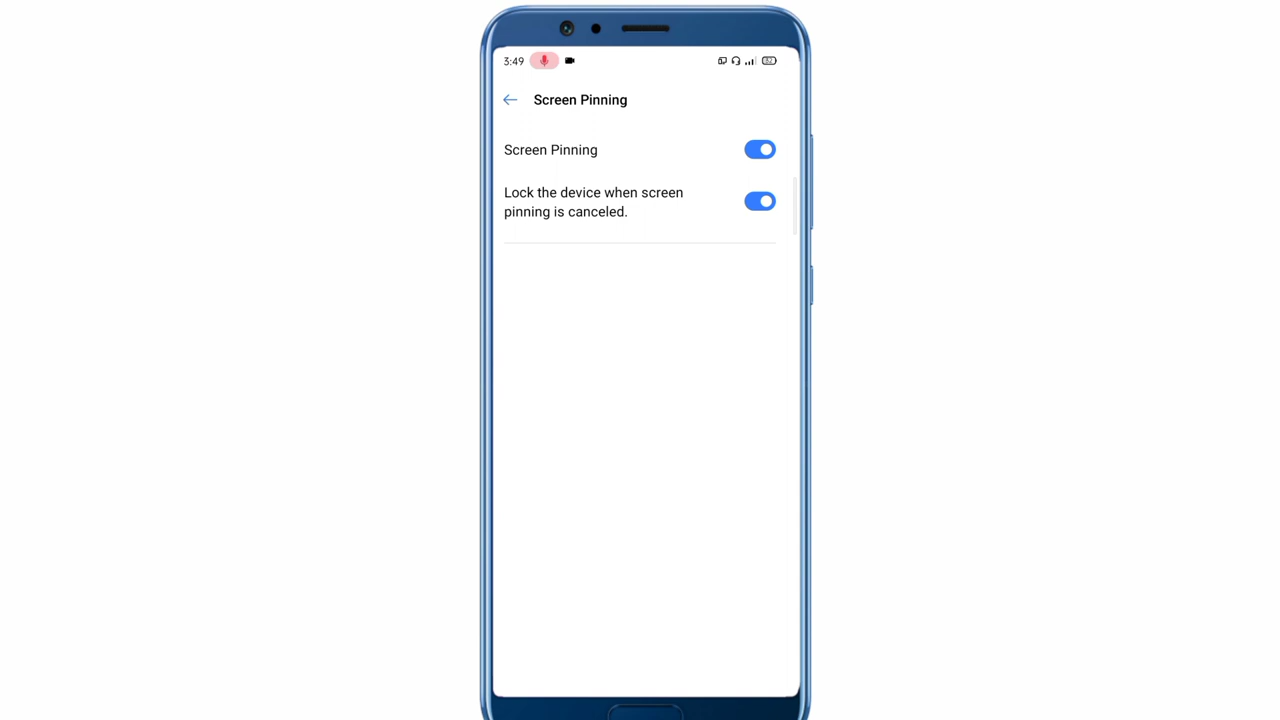 3:49
Screen Pinning
Screen Pinning
Lock the device when screen
pinning is canceled.